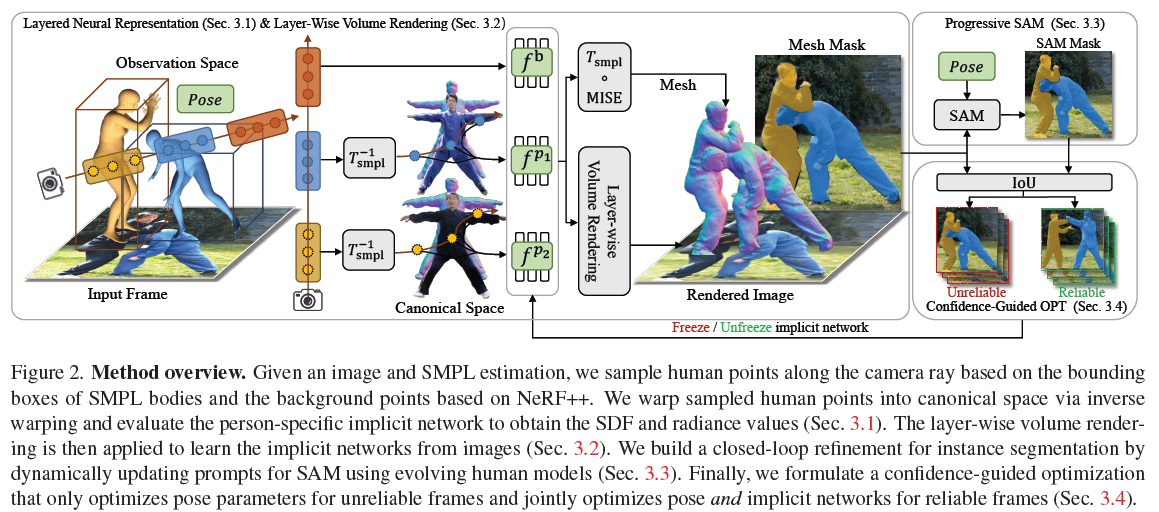 Layered Neural Representation (Sec. 3.1) & Layer-Wise Volume Rendering (Sec. 3.2)
Observation Space
Pose
Input Frame
T⁻¹smpl
T⁻¹smpl
Canonical Space
f^b
f^p1
f^p2
Tsmpl
∘
MISE
Layer-wise
Volume Rendering
Mesh
Mesh Mask
Rendered Image
Progressive SAM (Sec. 3.3)
SAM Mask
Pose
SAM
IoU
Unreliable
Reliable
Confidence-Guided OPT (Sec. 3.4)
Freeze / Unfreeze implicit network
Figure 2. Method overview. Given an image and SMPL estimation, we sample human points along the camera ray based on the bounding
boxes of SMPL bodies and the background points based on NeRF++. We warp sampled human points into canonical space via inverse
warping and evaluate the person-specific implicit network to obtain the SDF and radiance values (Sec. 3.1). The layer-wise volume render-
ing is then applied to learn the implicit networks from images (Sec. 3.2). We build a closed-loop refinement for instance segmentation by
dynamically updating prompts for SAM using evolving human models (Sec. 3.3). Finally, we formulate a confidence-guided optimization
that only optimizes pose parameters for unreliable frames and jointly optimizes pose and implicit networks for reliable frames (Sec. 3.4).